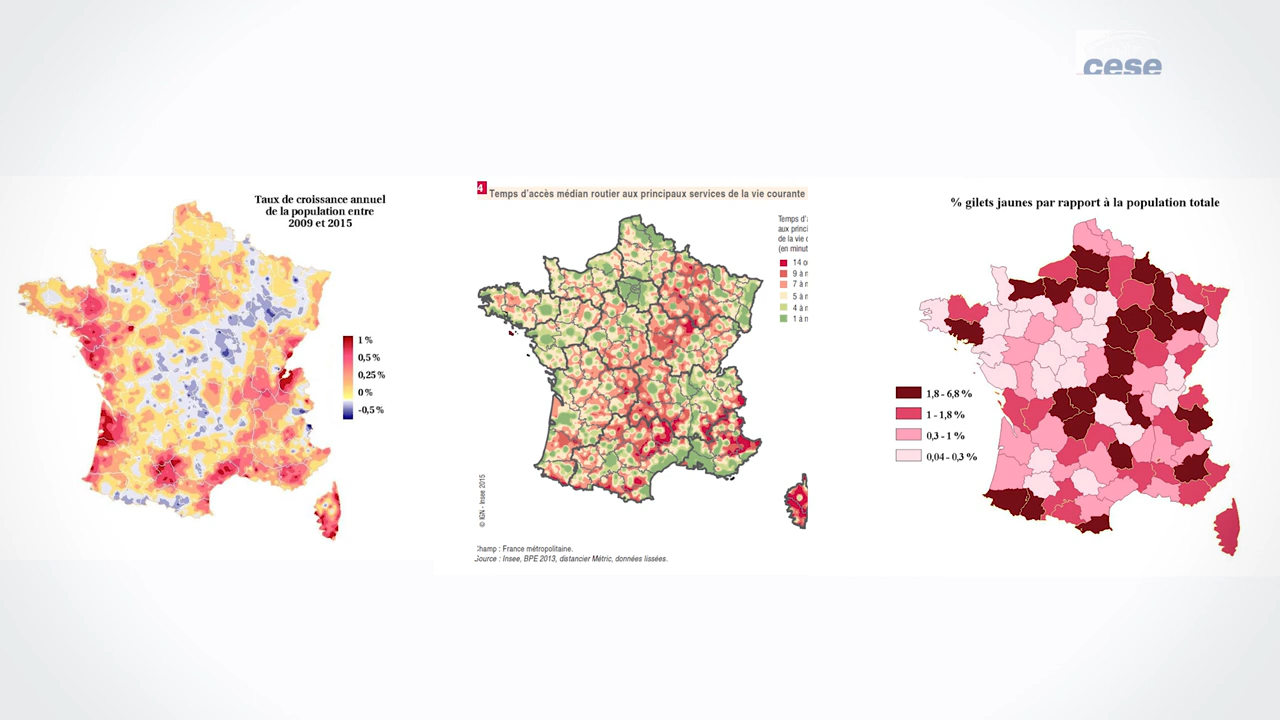 cese
Taux de croissance annuel
de la population entre
2009 et 2015
1 %
0,5 %
0,25 %
0 %
-0,5 %
4 Temps d'accès médian routier aux principaux services de la vie courante
Temps d'
aux princi
de la vie
(en minut
14 o
9 à
7 à
5 à
4 à
1 à
© IGN - Insee 2015
Champ : France métropolitaine.
Source : Insee, BPE 2013, distancier Métric, données lissées.
% gilets jaunes par rapport à la population totale
1,8 - 6,8 %
1 - 1,8 %
0,3 - 1 %
0,04 - 0,3 %